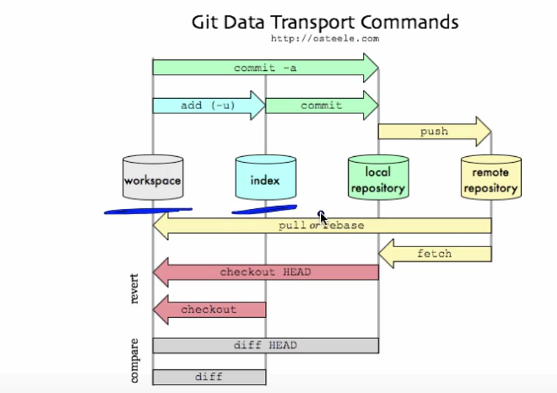 Git Data Transport Commands
http://osteele.com
commit -a
add (-u)
commit
push
workspace
index
local
repository
remote
repository
pull or rebase
fetch
revert
checkout HEAD
checkout
compare
diff HEAD
diff